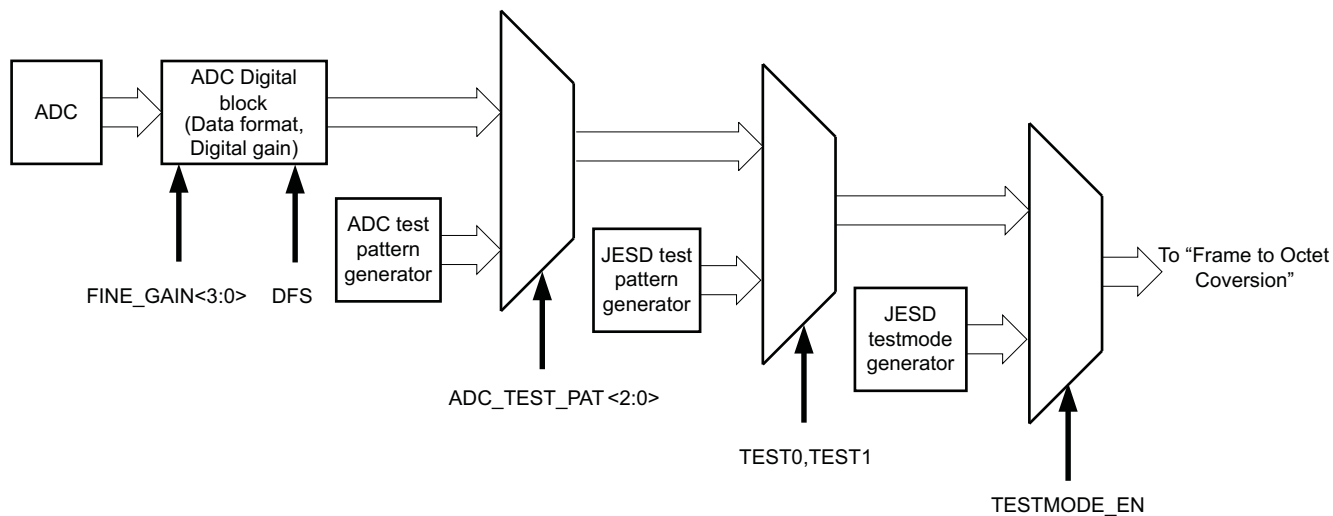 ADC
ADC Digital
block
(Data format,
Digital gain)
FINE_GAIN<3:0>
DFS
ADC test
pattern
generator
ADC_TEST_PAT <2:0>
JESD test
pattern
generator
TEST0,TEST1
JESD
testmode
generator
TESTMODE_EN
To “Frame to Octet
Coversion”